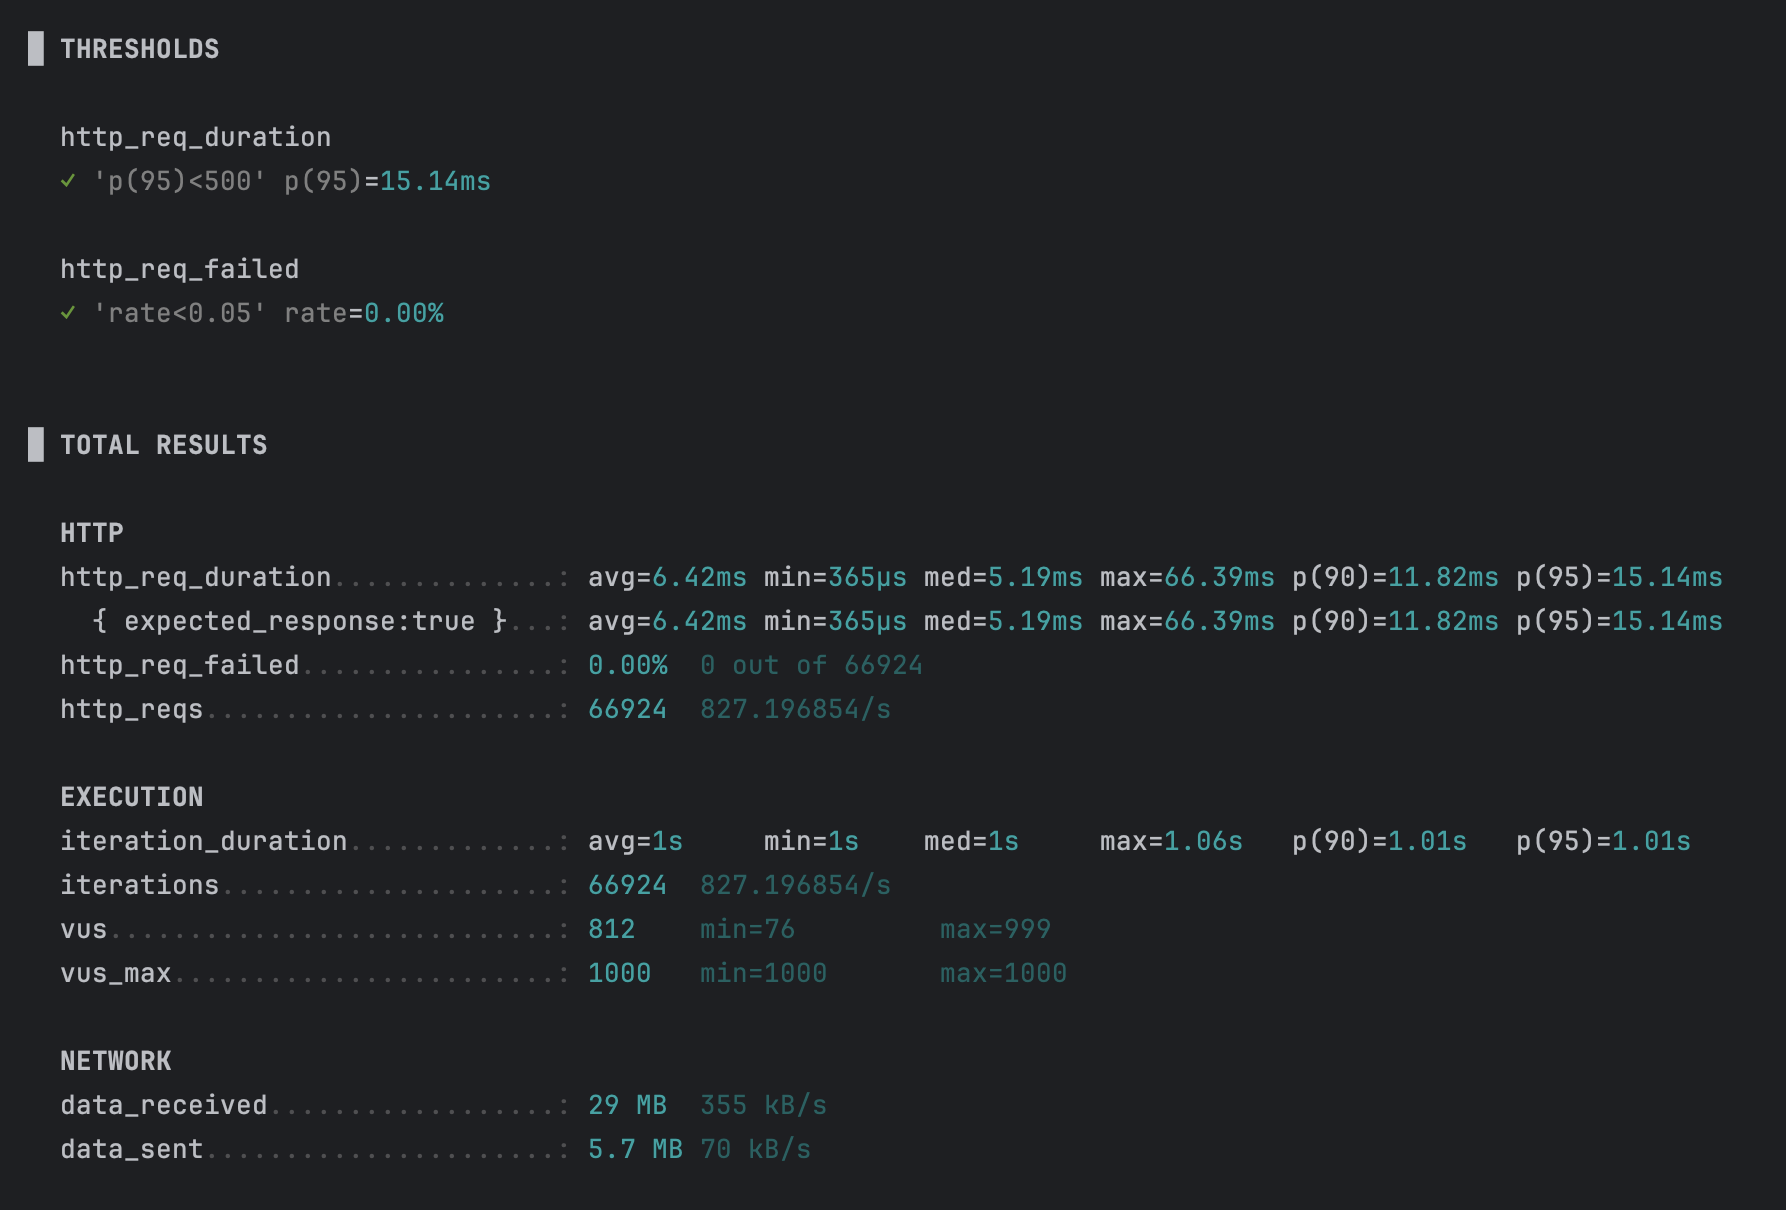 █ THRESHOLDS
http_req_duration
✓ 'p(95)<500' p(95)=15.14ms
http_req_failed
✓ 'rate<0.05' rate=0.00%
█ TOTAL RESULTS
HTTP
http_req_duration..............: avg=6.42ms min=365µs med=5.19ms max=66.39ms p(90)=11.82ms p(95)=15.14ms
{ expected_response:true }...: avg=6.42ms min=365µs med=5.19ms max=66.39ms p(90)=11.82ms p(95)=15.14ms
http_req_failed................: 0.00% 0 out of 66924
http_reqs......................: 66924 827.196854/s
EXECUTION
iteration_duration.............: avg=1s min=1s med=1s max=1.06s p(90)=1.01s p(95)=1.01s
iterations.....................: 66924 827.196854/s
vus............................: 812 min=76 max=999
vus_max........................: 1000 min=1000 max=1000
NETWORK
data_received..................: 29 MB 355 kB/s
data_sent......................: 5.7 MB 70 kB/s